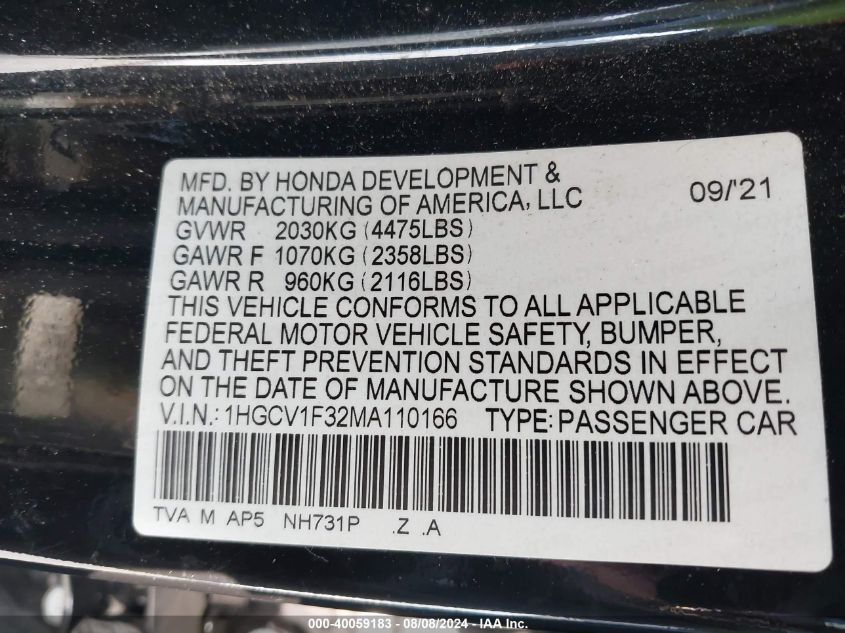 MFD. BY HONDA DEVELOPMENT &
MANUFACTURING OF AMERICA, LLC 09/'21
GVWR 2030KG (4475LBS)
GAWR F 1070KG (2358LBS)
GAWR R 960KG (2116LBS)
THIS VEHICLE CONFORMS TO ALL APPLICABLE
FEDERAL MOTOR VEHICLE SAFETY, BUMPER,
AND THEFT PREVENTION STANDARDS IN EFFECT
ON THE DATE OF MANUFACTURE SHOWN ABOVE.
V.I.N.: 1HGCV1F32MA110166 TYPE: PASSENGER CAR
TVA M AP5 NH731P .Z .A
000-40059183 - 08/08/2024 - IAA Inc.